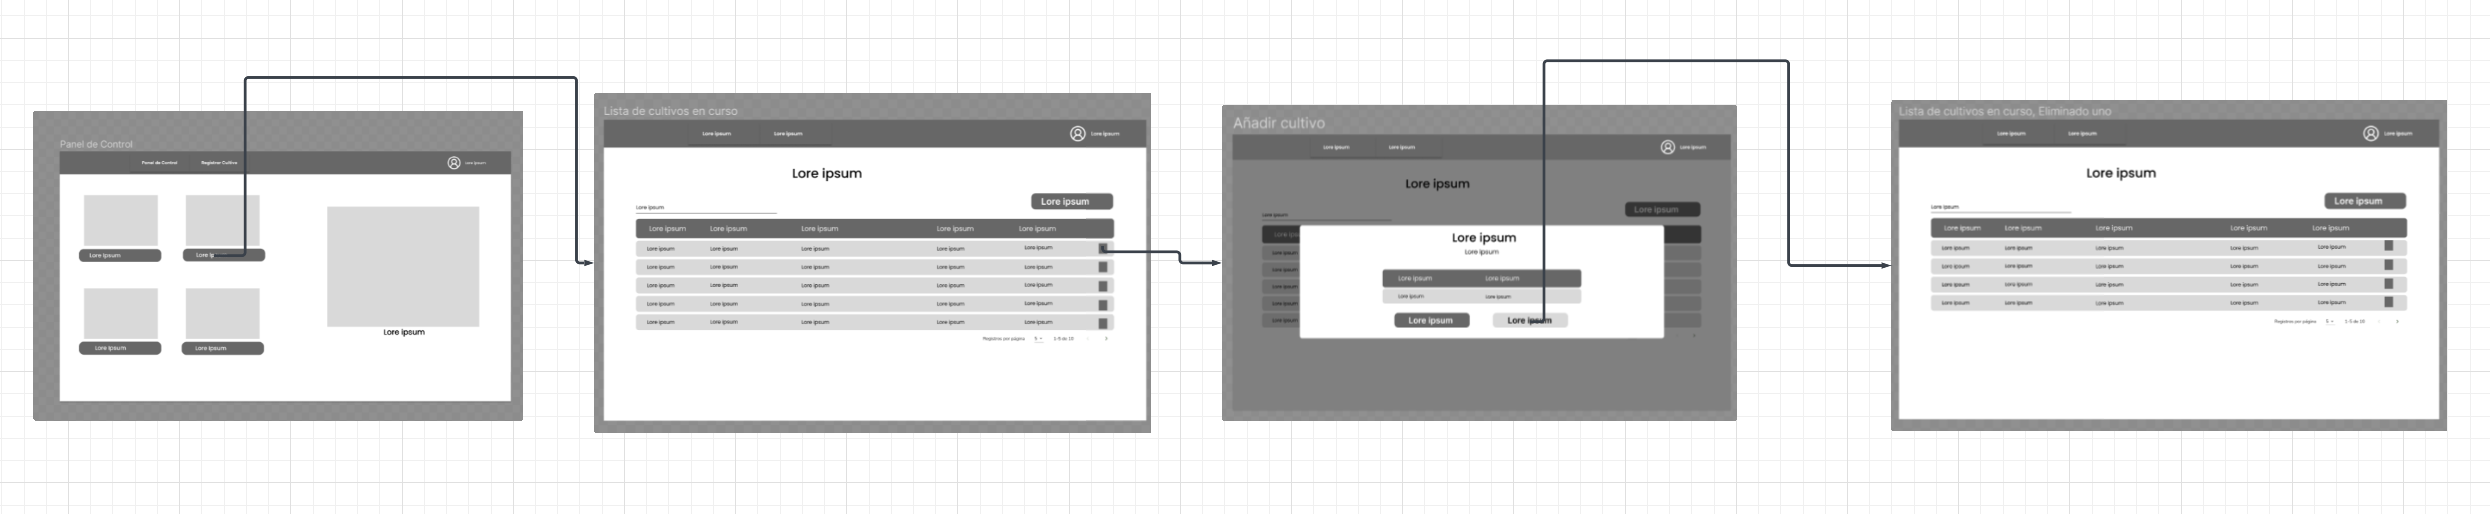 Panel de Control
Panel de Control Registrar Cultivo Lore Ipsum
Lore Ipsum
Lore Ip
Lore Ipsum
Lore Ipsum
Lore Ipsum
Lista de cultivos en curso
Lore Ipsum Lore Ipsum Lore Ipsum
Lore ipsum
Lore Ipsum
Lore Ipsum
Lore Ipsum Lore Ipsum Lore Ipsum Lore Ipsum Lore Ipsum
Lore Ipsum Lore Ipsum Lore Ipsum Lore Ipsum Lore Ipsum
Lore Ipsum Lore Ipsum Lore Ipsum Lore Ipsum Lore Ipsum
Lore Ipsum Lore Ipsum Lore Ipsum Lore Ipsum Lore Ipsum
Lore Ipsum Lore Ipsum Lore Ipsum Lore Ipsum Lore Ipsum
Lore Ipsum Lore Ipsum Lore Ipsum Lore Ipsum Lore Ipsum
Registros por página 5 1-5 de 10
Añadir cultivo
Lore Ipsum Lore Ipsum Lore Ipsum
Lore ipsum
Lore Ipsum
Lore Ipsum
Lore Ipsum
Lore Ipsum
Lore Ipsum
Lore Ipsum
Lore Ipsum
Lore ipsum
Lore Ipsum
Lore Ipsum Lore Ipsum
Lore Ipsum Lore Ipsum
Lore Ipsum Lore Ipsum
Lista de cultivos en curso, Eliminado uno
Lore Ipsum Lore Ipsum Lore Ipsum
Lore ipsum
Lore Ipsum
Lore Ipsum
Lore Ipsum Lore Ipsum Lore Ipsum Lore Ipsum Lore Ipsum
Lore Ipsum Lore Ipsum Lore Ipsum Lore Ipsum Lore Ipsum
Lore Ipsum Lore Ipsum Lore Ipsum Lore Ipsum Lore Ipsum
Lore Ipsum Lore Ipsum Lore Ipsum Lore Ipsum Lore Ipsum
Lore Ipsum Lore Ipsum Lore Ipsum Lore Ipsum Lore Ipsum
Registros por página 5 1-5 de 10